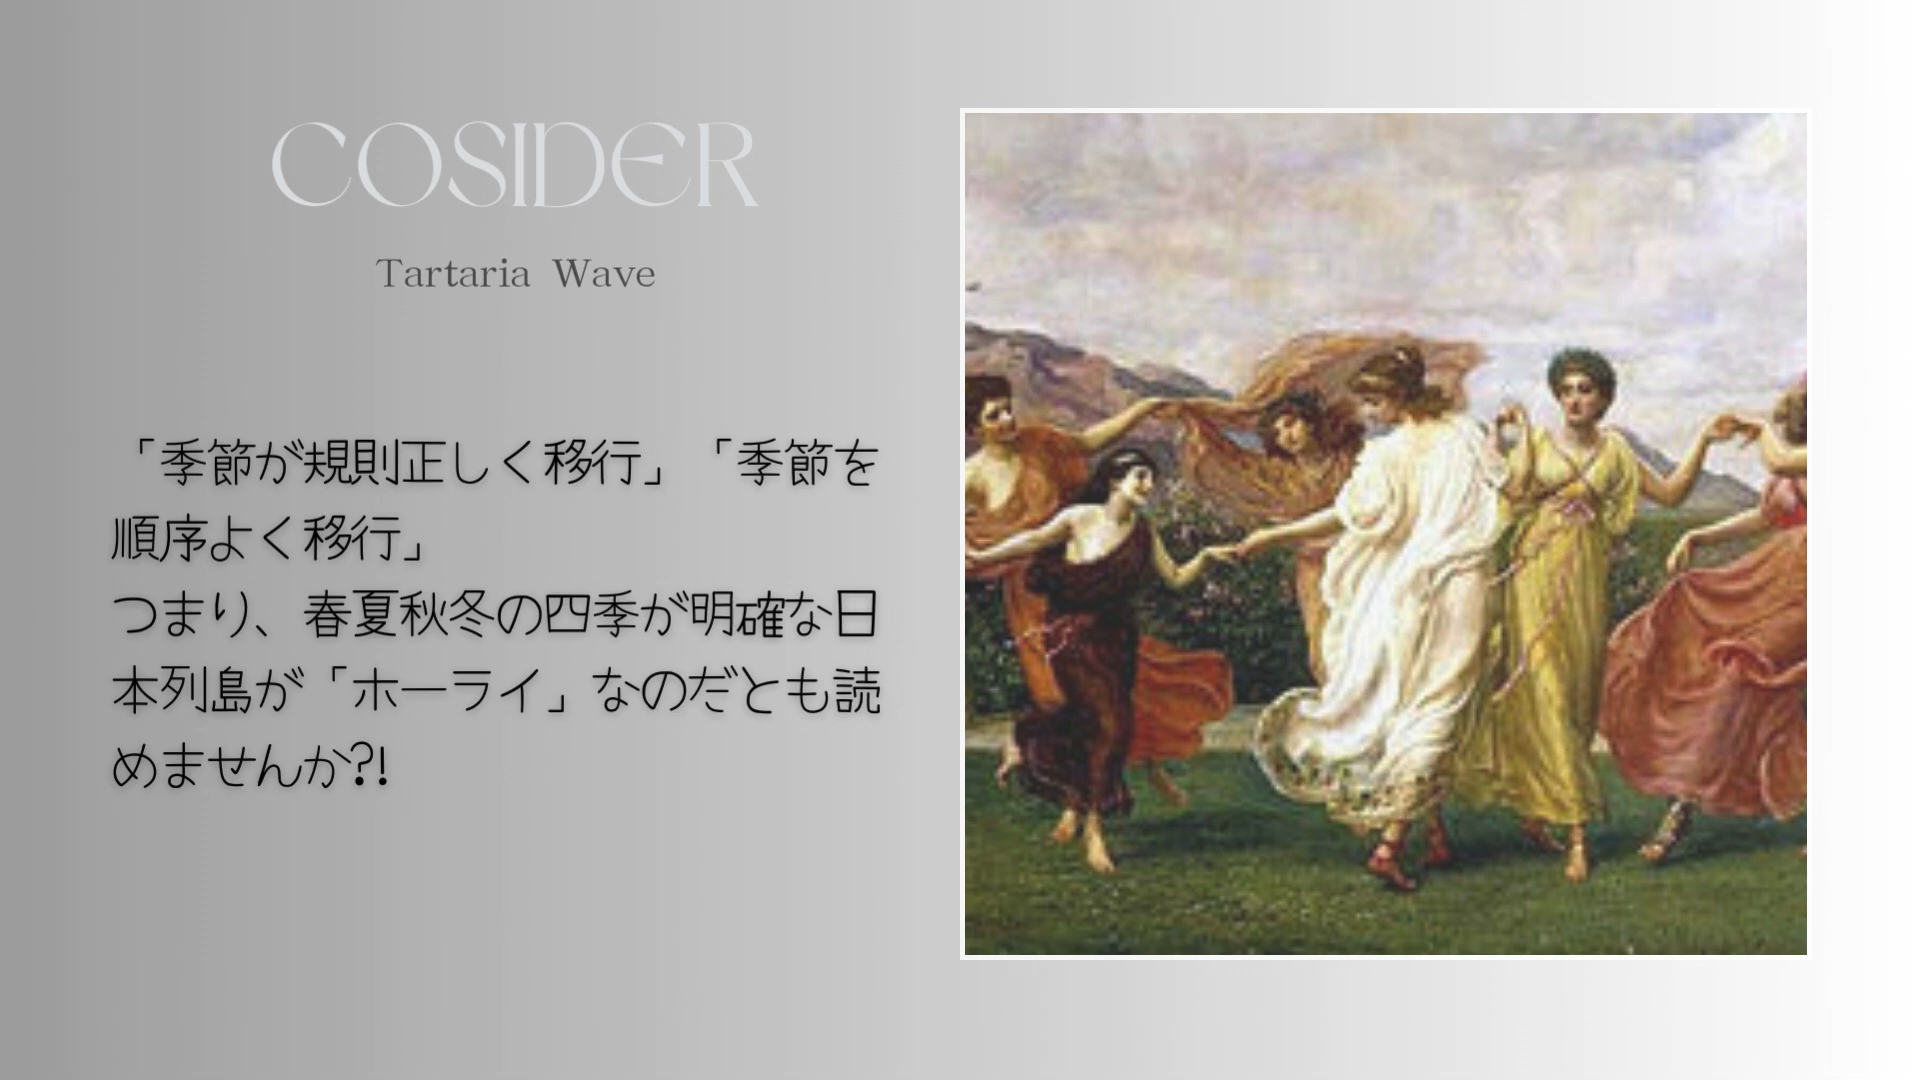 COSIDER
Tartaria Wave
「季節が規則正しく移行」「季節を
順序よく移行」
つまり、春夏秋冬の四季が明確な日
本列島が「ホーライ」なのだとも読
めませんか?!